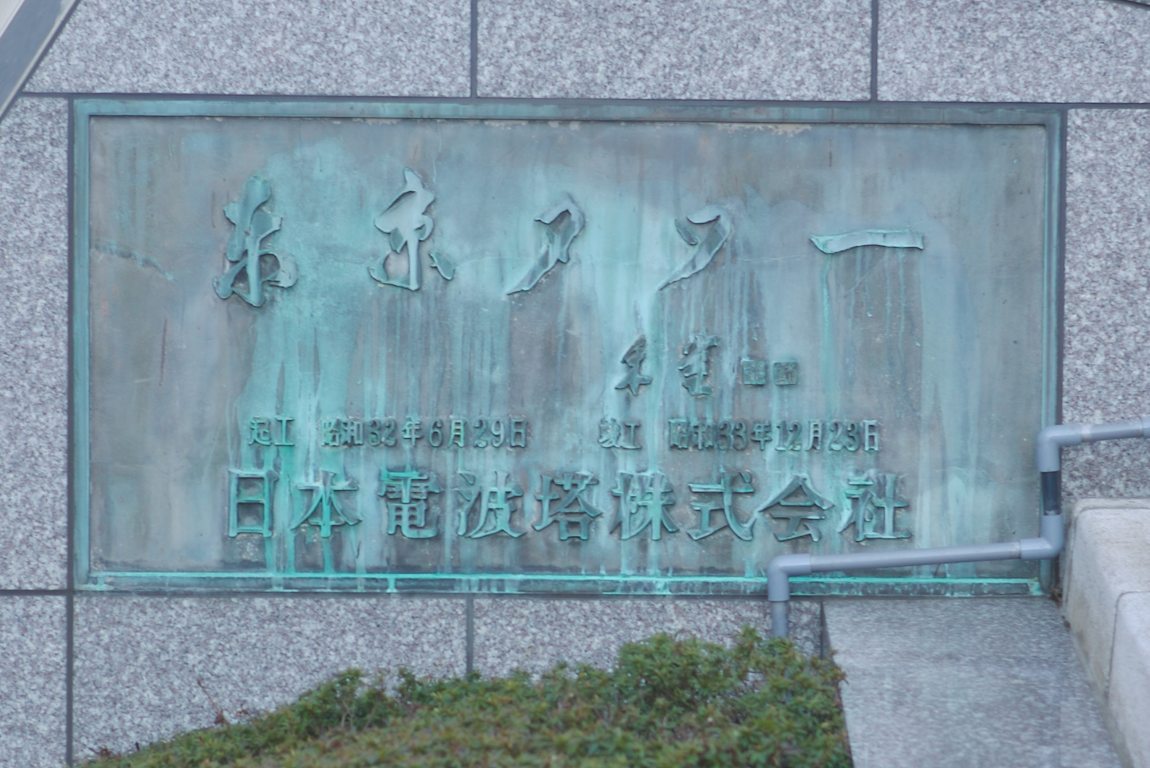 東京タワー
起工 昭和32年6月29日 竣工 昭和33年12月23日
日本電波塔株式会社